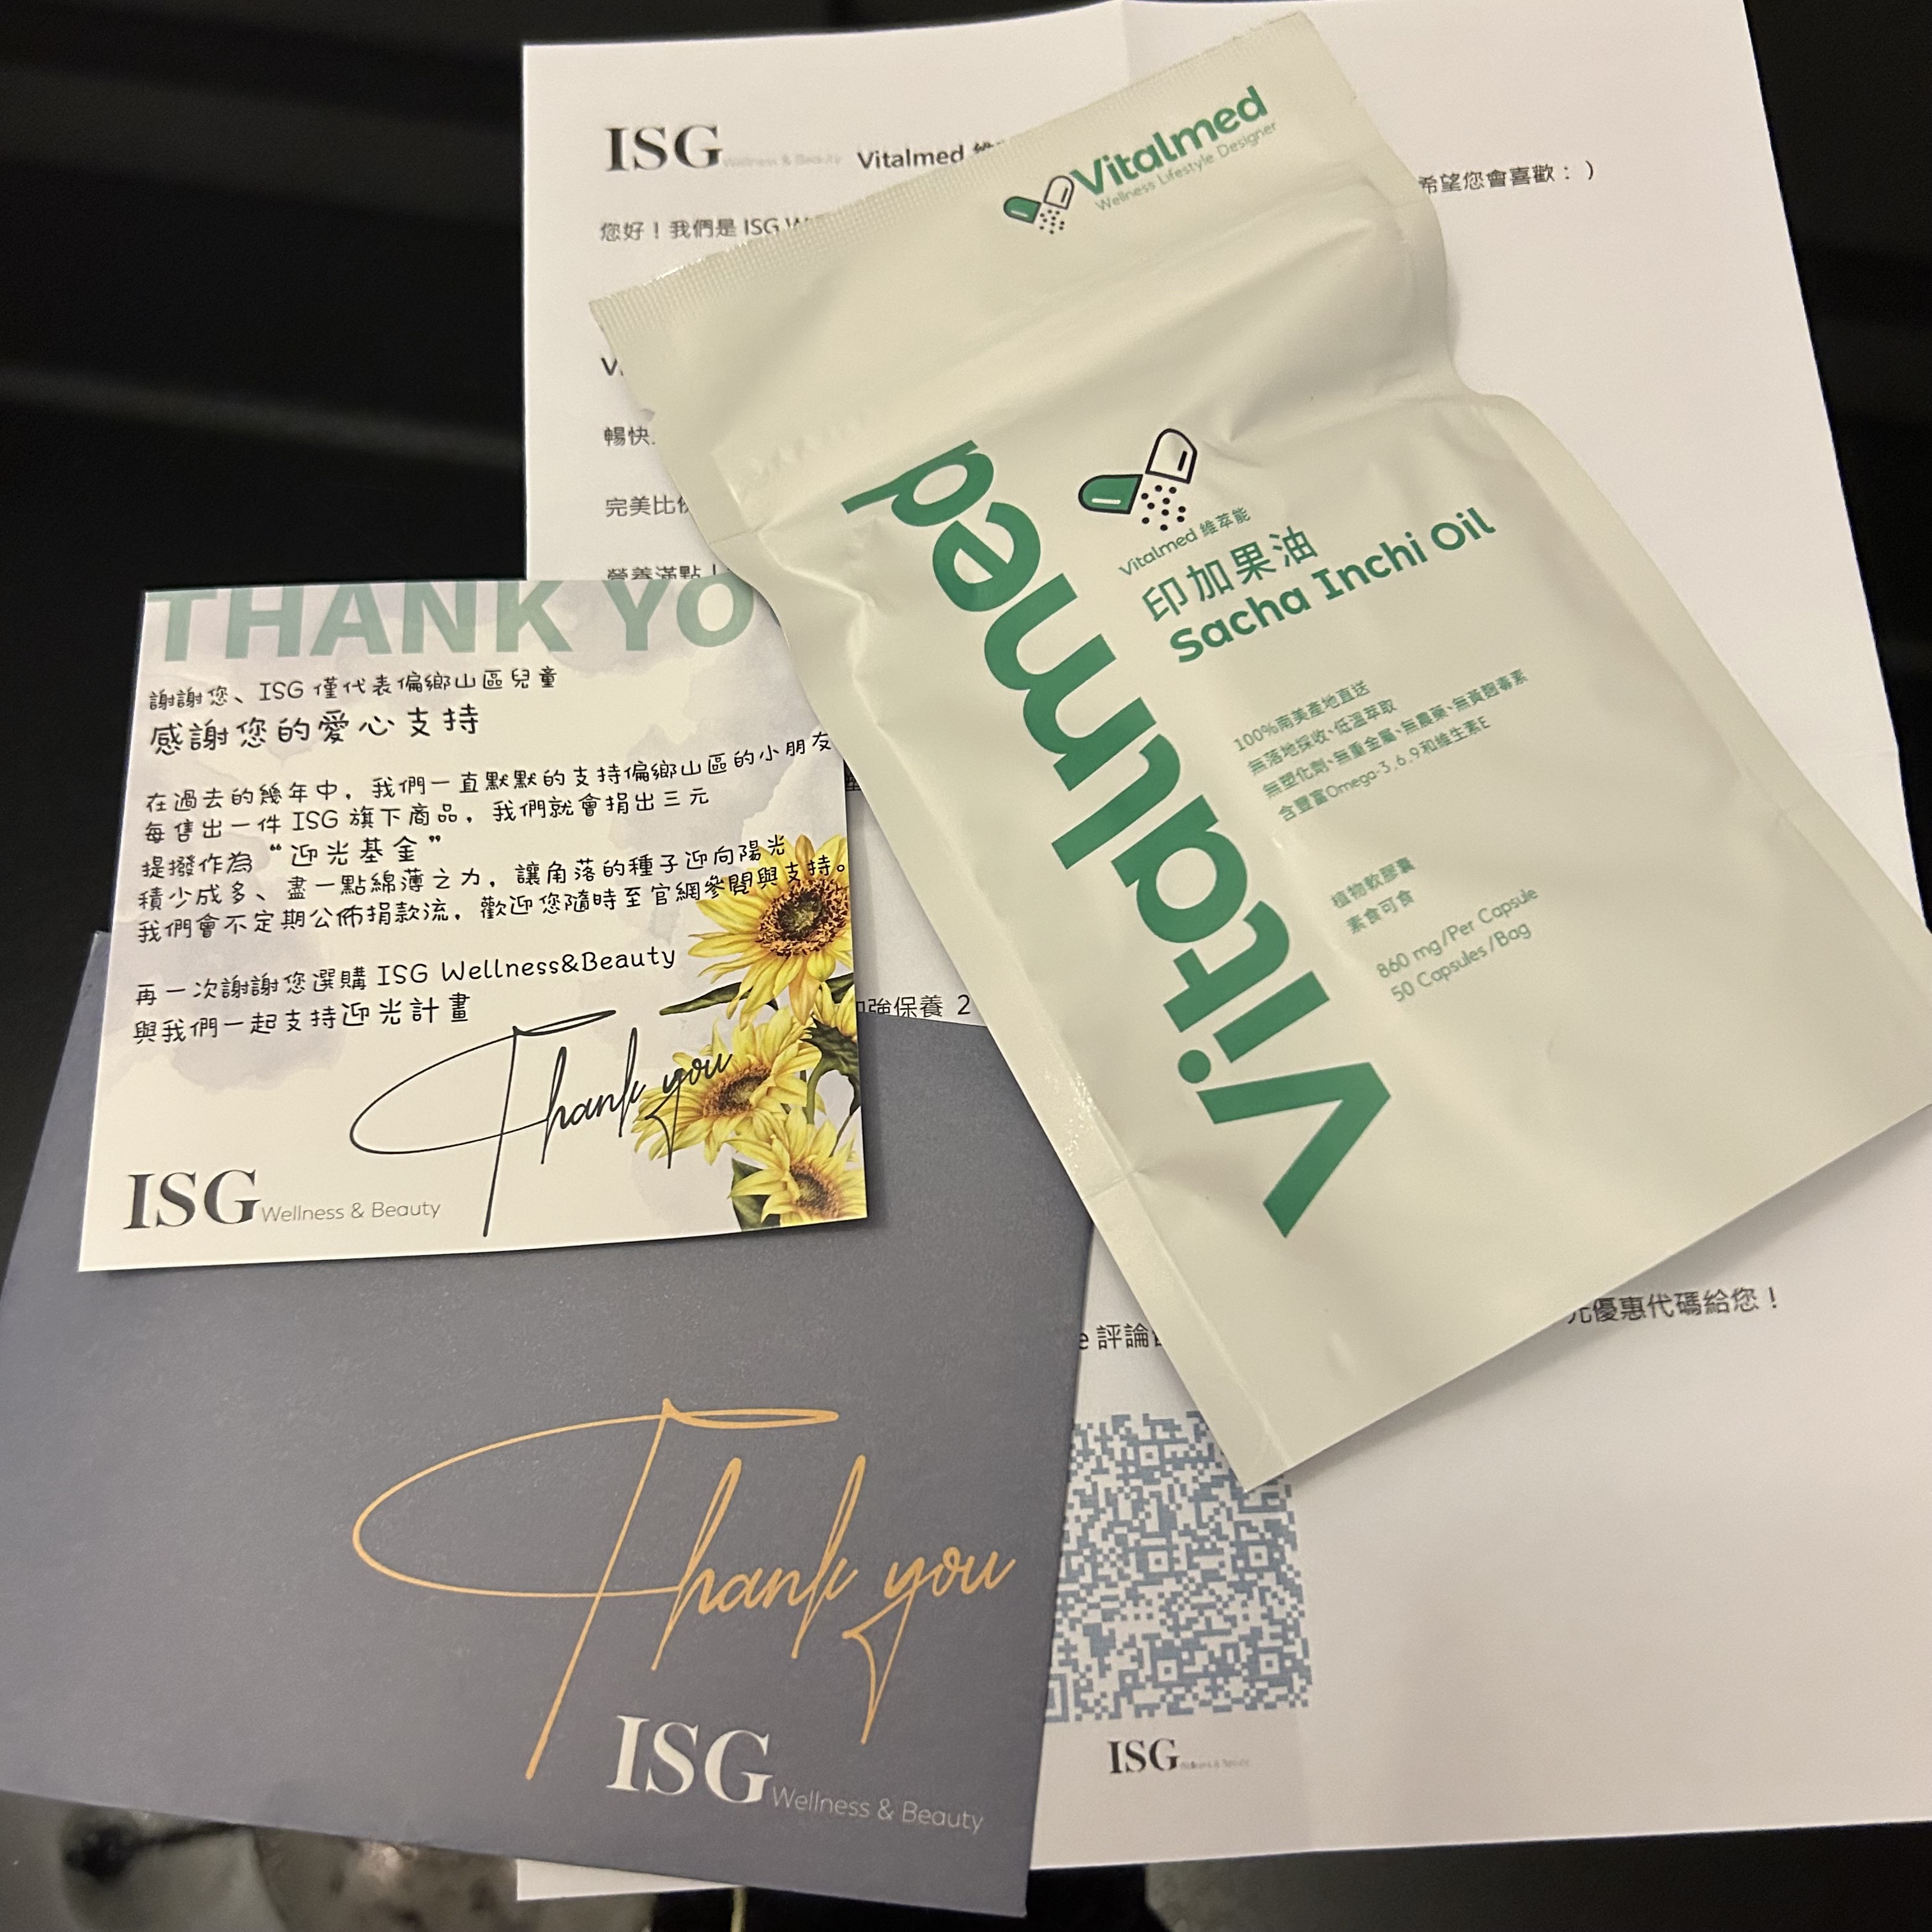 ISG Wellness & Beauty
Vitalmed
希望您會喜歡：）
您好！我們是 ISG
暢快
完美比
營養滿點！
Vitalmed
Wellness Lifestyle Designer
Vitalmed
Vitalmed 維萃能
印加果油
Sacha Inchi Oil
100%南美產地直送
無落地採收、低溫萃取
無塑化劑、無重金屬、無農藥、無黃麴毒素
含豐富Omega-3.6.9和維生素E
植物軟膠囊
素食可食
860 mg/Per Capsule
50 Capsules/Bag
THANK YO
謝謝您、ISG 僅代表偏鄉山區兒童
感謝您的愛心支持
在過去的幾年中，我們一直默默的支持偏鄉山區的小朋友
每售出一件 ISG 旗下商品，我們就會捐出三元
提撥作為 “迎光基金”
積少成多、盡一點綿薄之力，讓角落的種子迎向陽光
我們會不定期公佈捐款流，歡迎您隨時至官網參閱與支持。
再一次謝謝您選購 ISG Wellness&Beauty
與我們一起支持迎光計畫
Thank you
ISG Wellness & Beauty
強保養 2
元優惠代碼給您！
e 評論
Thank you
ISG Wellness & Beauty
ISG